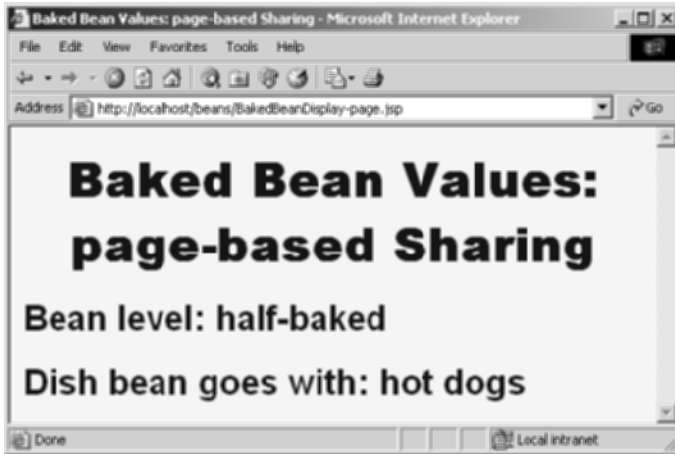 Baked Bean Values: page-based Sharing - Microsoft Internet Explorer
File Edit View Favorites Tools Help
Address http://localhost/beans/BakedBeanDisplay-page.jsp Go
Baked Bean Values:
page-based Sharing
Bean level: half-baked
Dish bean goes with: hot dogs
Done Local intranet